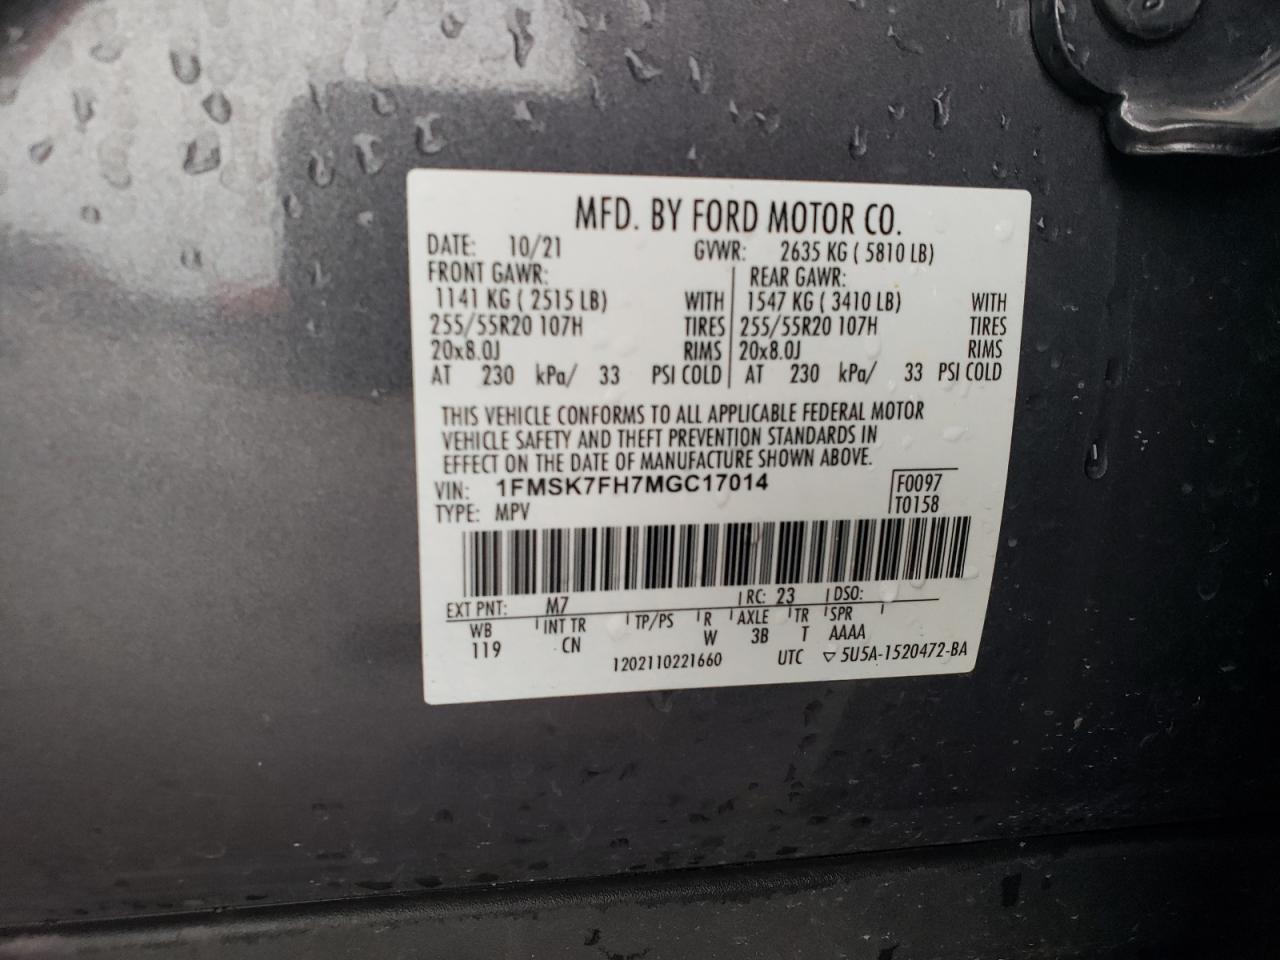 MFD. BY FORD MOTOR CO.
DATE: 10/21 GVWR: 2635 KG ( 5810 LB)
FRONT GAWR: REAR GAWR:
1141 KG ( 2515 LB) WITH 1547 KG ( 3410 LB) WITH
255/55R20 107H TIRES 255/55R20 107H TIRES
20x8.0J RIMS 20x8.0J RIMS
AT 230 kPa/ 33 PSI COLD AT 230 kPa/ 33 PSI COLD
THIS VEHICLE CONFORMS TO ALL APPLICABLE FEDERAL MOTOR
VEHICLE SAFETY AND THEFT PREVENTION STANDARDS IN
EFFECT ON THE DATE OF MANUFACTURE SHOWN ABOVE.
VIN: 1FMSK7FH7MGC17014 F0097
TYPE: MPV T0158
EXT PNT: M7 RC: 23 DSO:
WB INT TR TP/PS R AXLE TR SPR
119 CN W 3B T AAAA
1202110221660 UTC ▽ 5U5A-1520472-BA